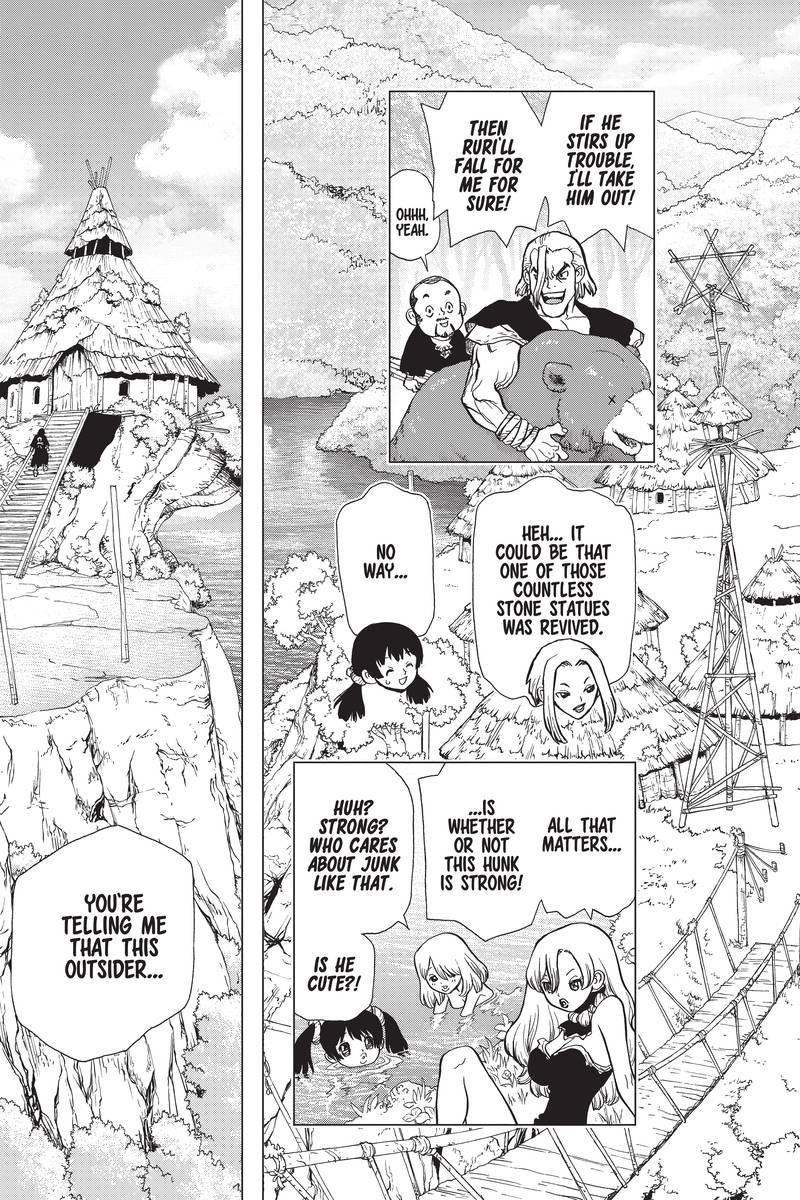 IF HE
STIRS UP
TROUBLE,
I'LL TAKE
HIM OUT!
THEN
RURI'LL
FALL FOR
ME FOR
SURE!
OHHH,
YEAH.
HEH... IT
COULD BE THAT
ONE OF THOSE
COUNTLESS
STONE STATUES
WAS REVIVED.
NO
WAY...
ALL THAT
MATTERS...
...IS
WHETHER
OR NOT
THIS HUNK
IS STRONG!
HUH?
STRONG?
WHO CARES
ABOUT JUNK
LIKE THAT.
IS HE
CUTE?!
YOU'RE
TELLING ME
THAT THIS
OUTSIDER...